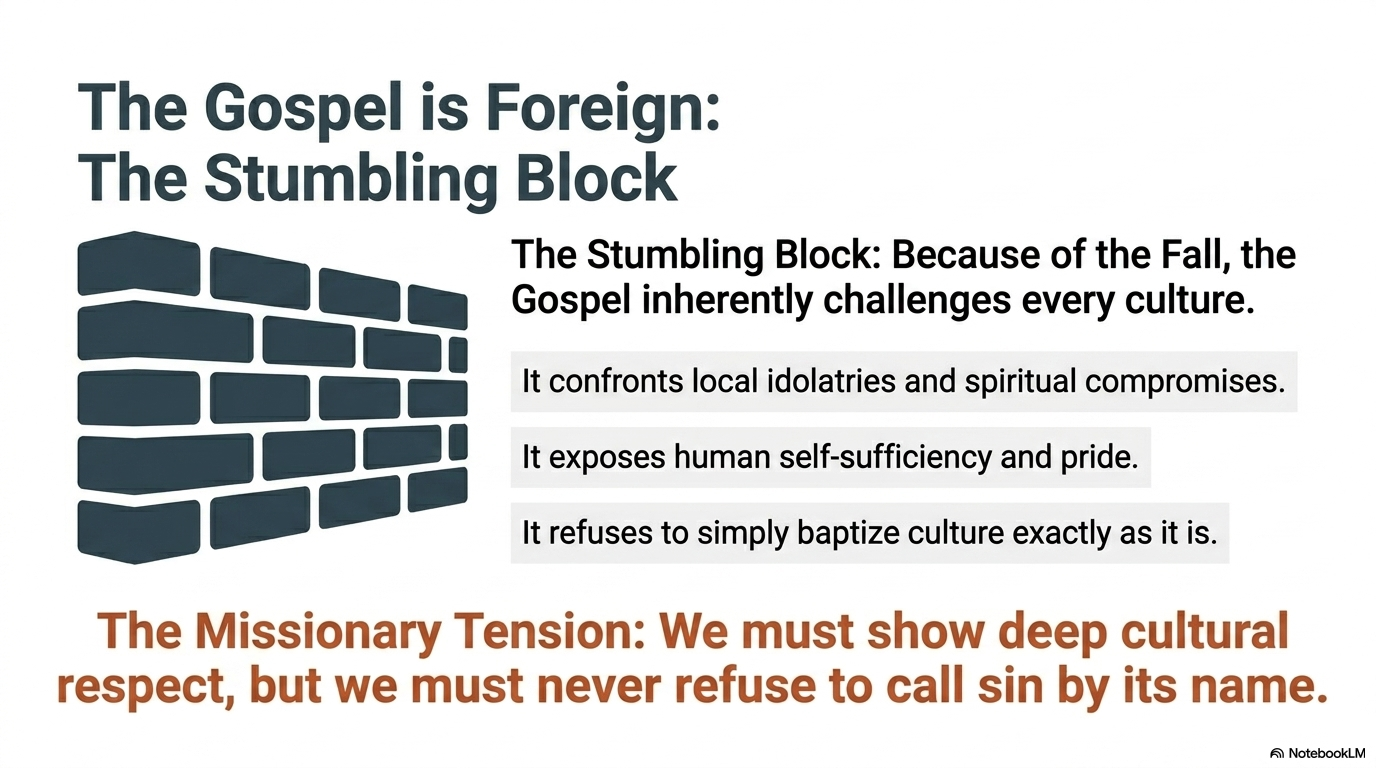 The Gospel is Foreign:
The Stumbling Block
The Stumbling Block: Because of the Fall, the
Gospel inherently challenges every culture.
It confronts local idolatries and spiritual compromises.
It exposes human self-sufficiency and pride.
It refuses to simply baptize culture exactly as it is.
The Missionary Tension: We must show deep cultural
respect, but we must never refuse to call sin by its name.
NotebookLM